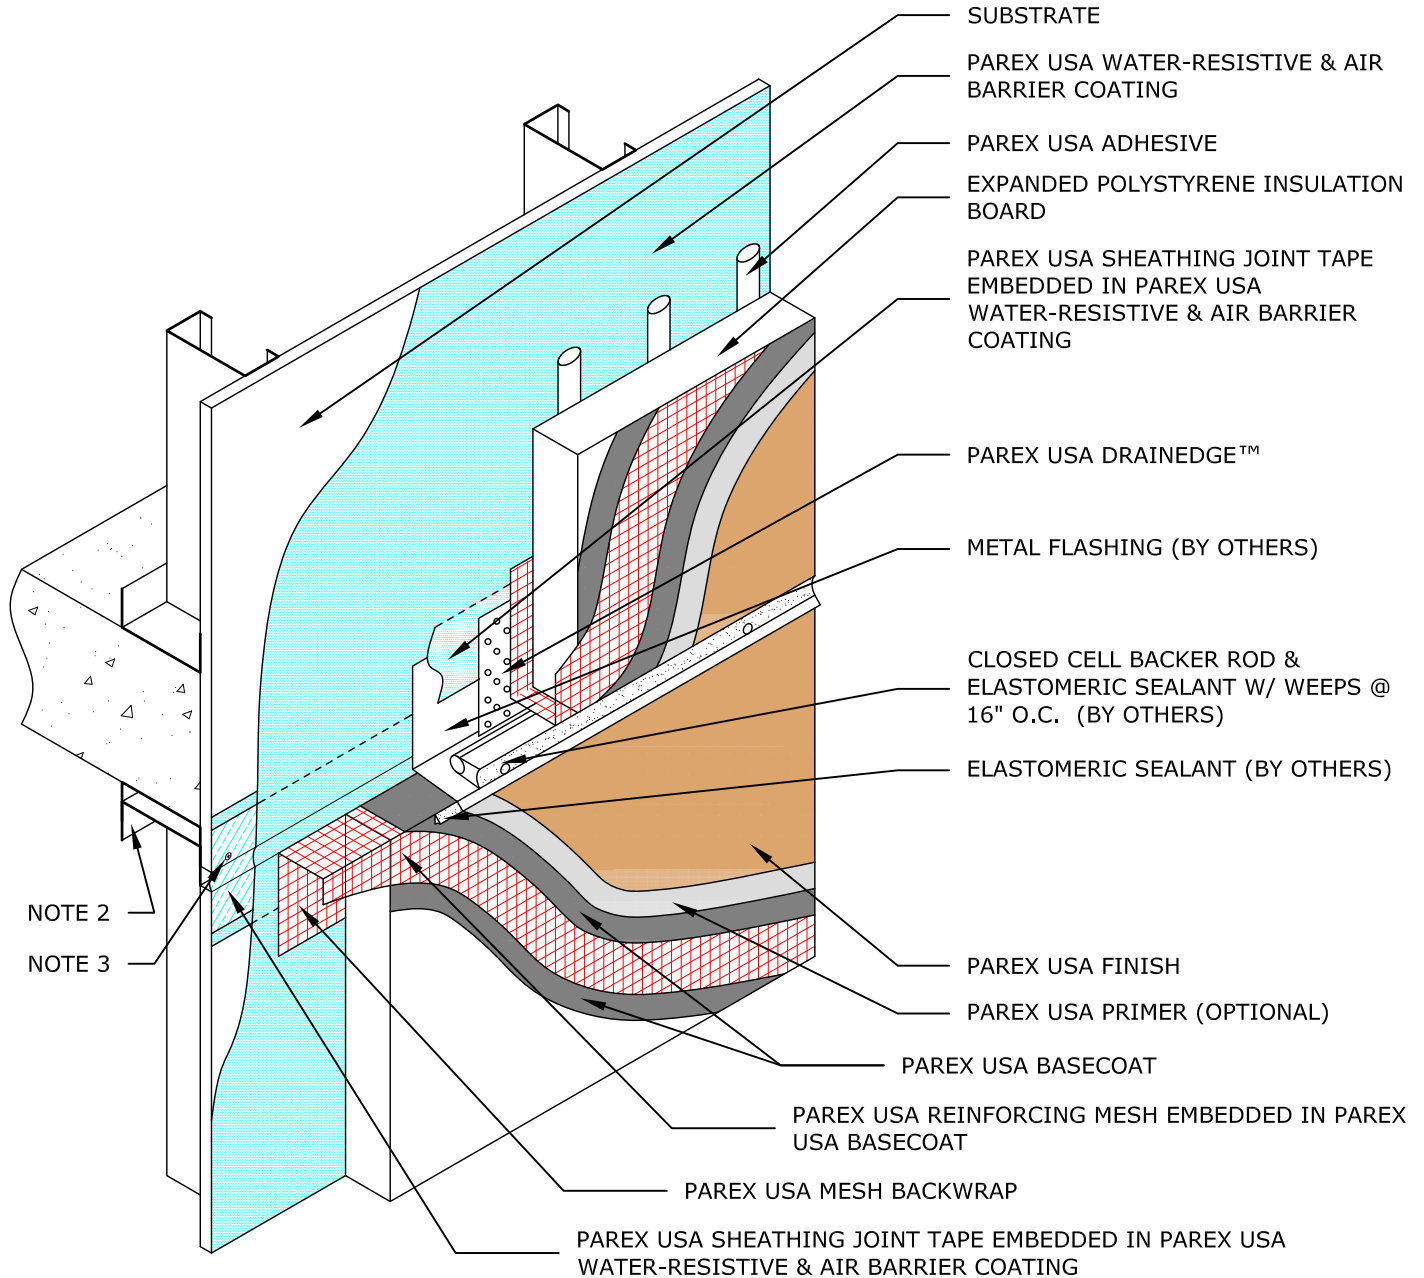 SUBSTRATE
PAREX USA WATER-RESISTIVE & AIR
BARRIER COATING
PAREX USA ADHESIVE
EXPANDED POLYSTYRENE INSULATION
BOARD
PAREX USA SHEATHING JOINT TAPE
EMBEDDED IN PAREX USA
WATER-RESISTIVE & AIR BARRIER
COATING
PAREX USA DRAINEDGE™
METAL FLASHING (BY OTHERS)
CLOSED CELL BACKER ROD &
ELASTOMERIC SEALANT W/ WEEPS @
16" O.C. (BY OTHERS)
ELASTOMERIC SEALANT (BY OTHERS)
NOTE 2
NOTE 3
PAREX USA FINISH
PAREX USA PRIMER (OPTIONAL)
PAREX USA BASECOAT
PAREX USA REINFORCING MESH EMBEDDED IN PAREX
USA BASECOAT
PAREX USA MESH BACKWRAP
PAREX USA SHEATHING JOINT TAPE EMBEDDED IN PAREX USA
WATER-RESISTIVE & AIR BARRIER COATING